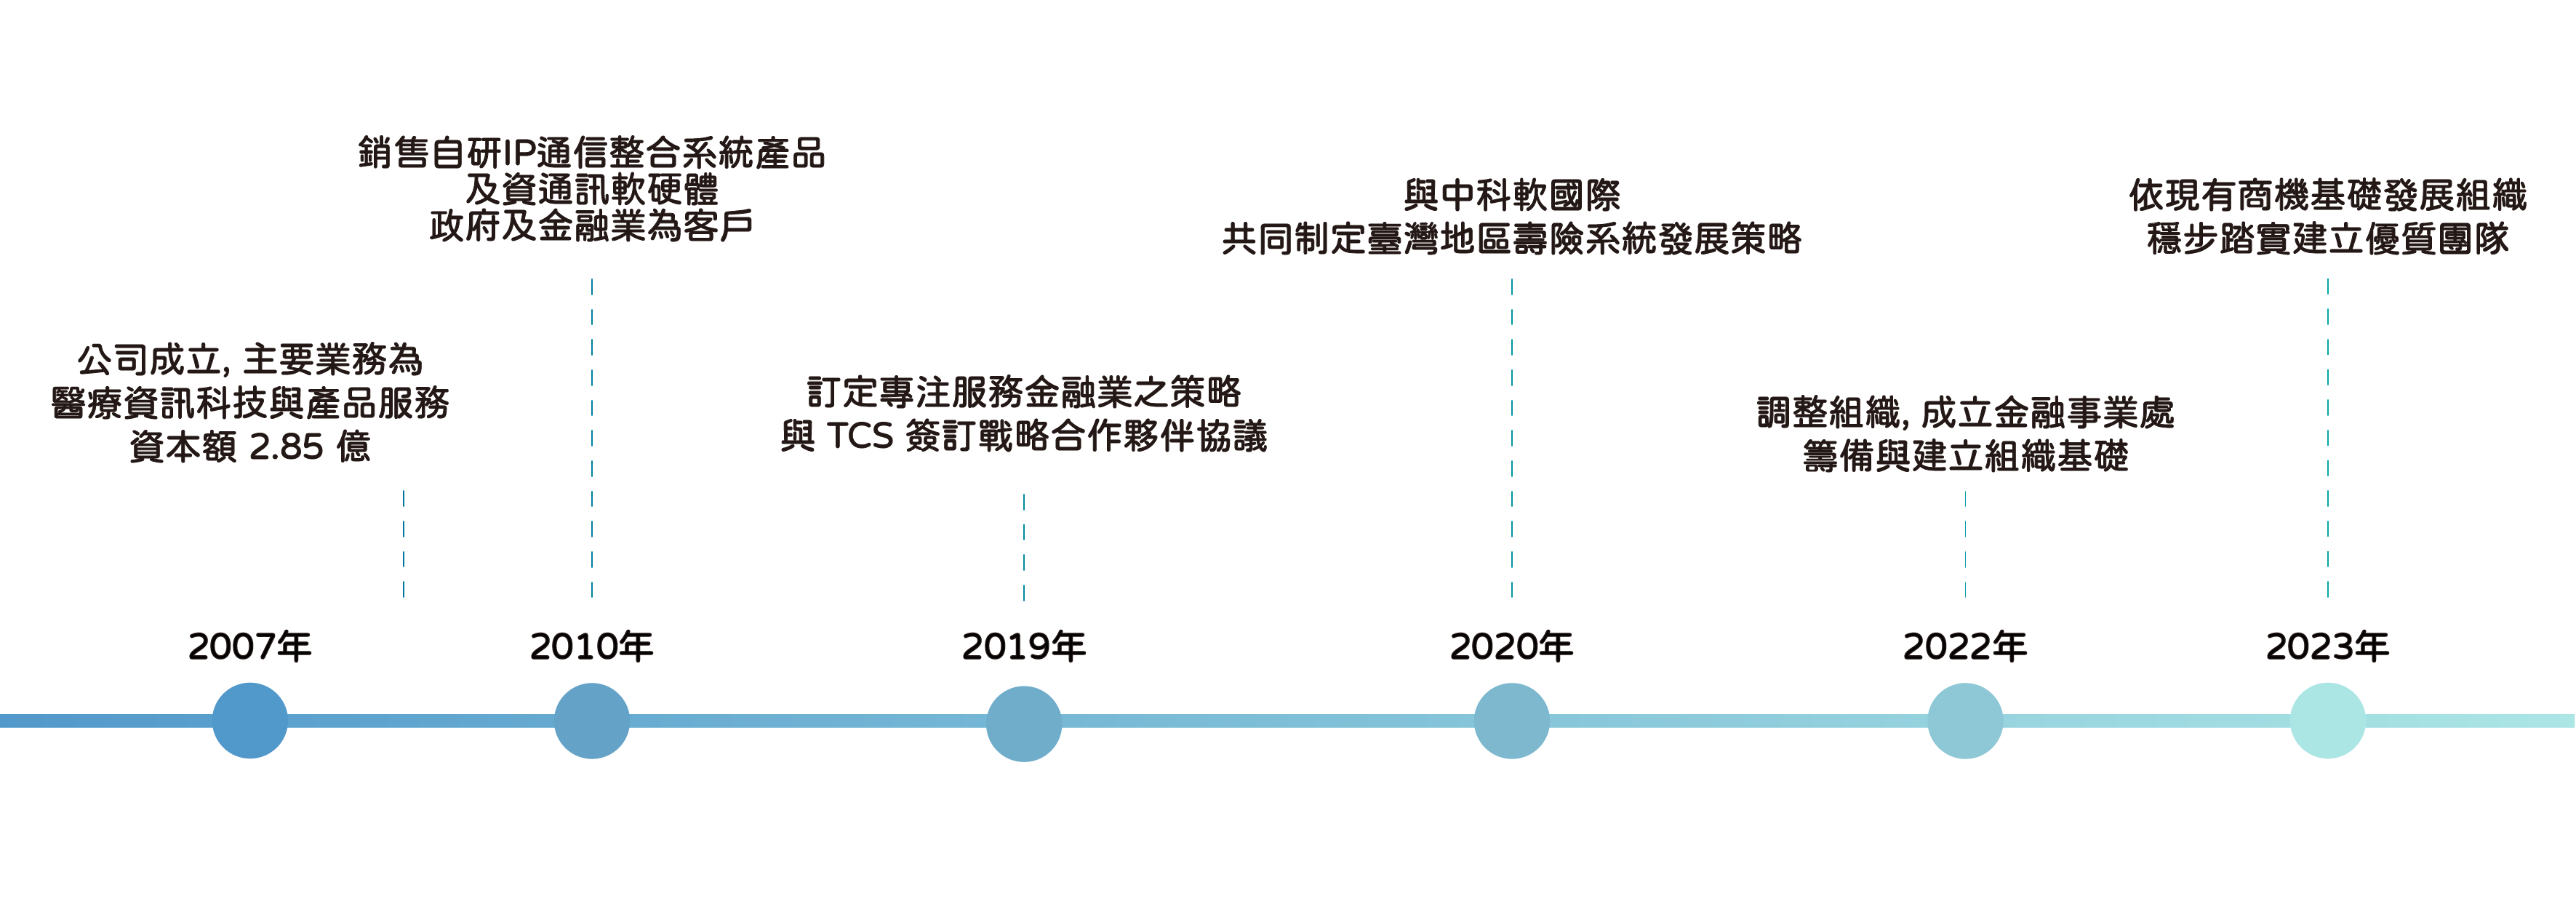 公司成立, 主要業務為
醫療資訊科技與產品服務
資本額 2.85 億
2007年
銷售自研IP通信整合系統產品
及資通訊軟硬體
政府及金融業為客戶
2010年
訂定專注服務金融業之策略
與 TCS 簽訂戰略合作夥伴協議
2019年
與中科軟國際
共同制定臺灣地區壽險系統發展策略
2020年
調整組織, 成立金融事業處
籌備與建立組織基礎
2022年
依現有商機基礎發展組織
穩步踏實建立優質團隊
2023年